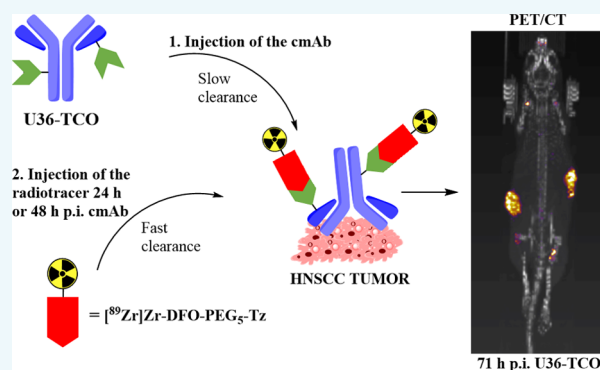 PET/CT
1. Injection of the cmAb
Slow
clearance
U36-TCO
2. Injection of the
radiotracer 24 h
or 48 h p.i. cmAb
Fast
clearance
HNSCC TUMOR
= [⁸⁹Zr]Zr-DFO-PEG₅-Tz
71 h p.i. U36-TCO